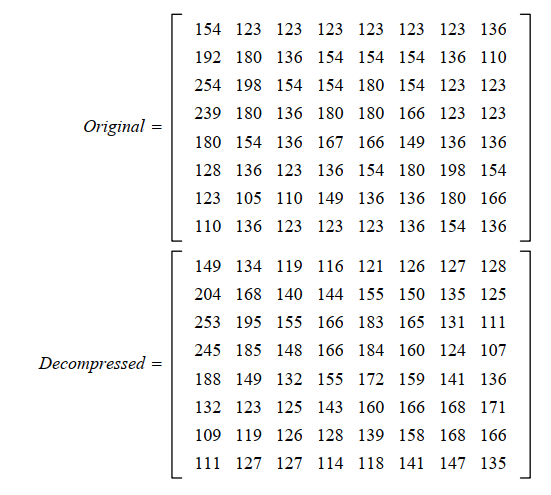 154 123 123 123 123 123 123 136
192 180 136 154 154 154 136 110
254 198 154 154 180 154 123 123
239 180 136 180 180 166 123 123
Original =
180 154 136 167 166 149 136 136
128 136 123 136 154 180 198 154
123 105 110 149 136 136 180 166
110 136 123 123 123 136 154 136
149 134 119 116 121 126 127 128
204 168 140 144 155 150 135 125
253 195 155 166 183 165 131 111
245 185 148 166 184 160 124 107
Decompressed =
188 149 132 155 172 159 141 136
132 123 125 143 160 166 168 171
109 119 126 128 139 158 168 166
111 127 127 114 118 141 147 135